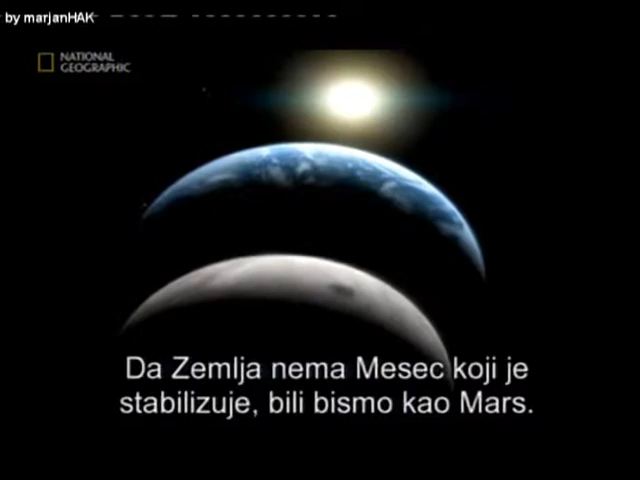 by marjanHAK
NATIONAL
GEOGRAPHIC
Da Zemlja nema Mesec koji je
stabilizuje, bili bismo kao Mars.